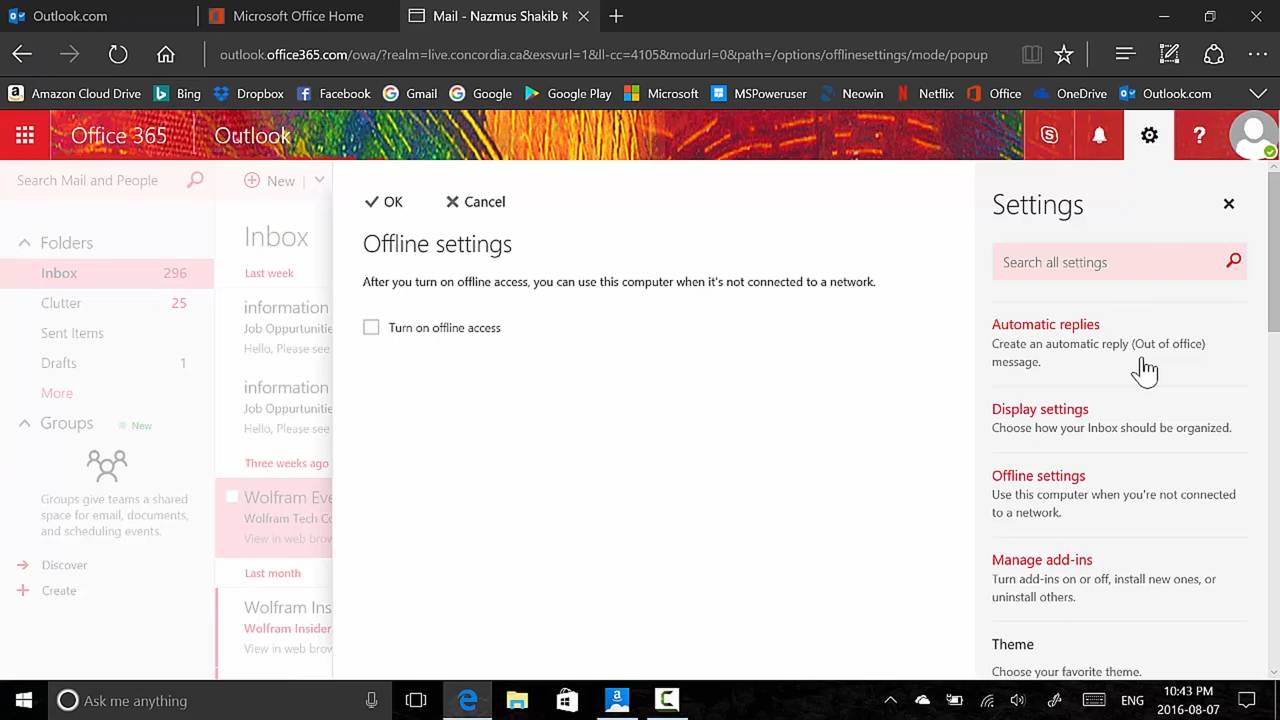 Outlook.com
Microsoft Office Home
Mail - Nazmus Shakib K
outlook.office365.com/owa/?realm=live.concordia.ca&exsvurl=1&ll-cc=4105&modurl=0&path=/options/offlinesettings/mode/popup
Amazon Cloud Drive
Bing
Dropbox
Facebook
Gmail
Google
Google Play
Microsoft
MSPoweruser
Neowin
Netflix
Office
OneDrive
Outlook.com
Office 365
Outlook
?
Search Mail and People
New
Folders
Inbox 296
Clutter 25
Sent Items
Drafts 1
More
Groups New
Groups give teams a shared
space for email, documents,
and scheduling events.
Discover
Create
Inbox
Last week
information
Job Opportunitie
Hello, Please see
information
Job Opportunitie
Hello, Please see
Three weeks ago
Wolfram Eve
Wolfram Tech Co
View in web brow
Last month
Wolfram Ins
Wolfram Insider
View in web brow
OK
Cancel
Offline settings
After you turn on offline access, you can use this computer when it's not connected to a network.
Turn on offline access
Settings
Search all settings
Automatic replies
Create an automatic reply (Out of office)
message.
Display settings
Choose how your Inbox should be organized.
Offline settings
Use this computer when you're not connected
to a network.
Manage add-ins
Turn add-ins on or off, install new ones, or
uninstall others.
Theme
Choose your favorite theme.
Ask me anything
ENG
10:43 PM
2016-08-07